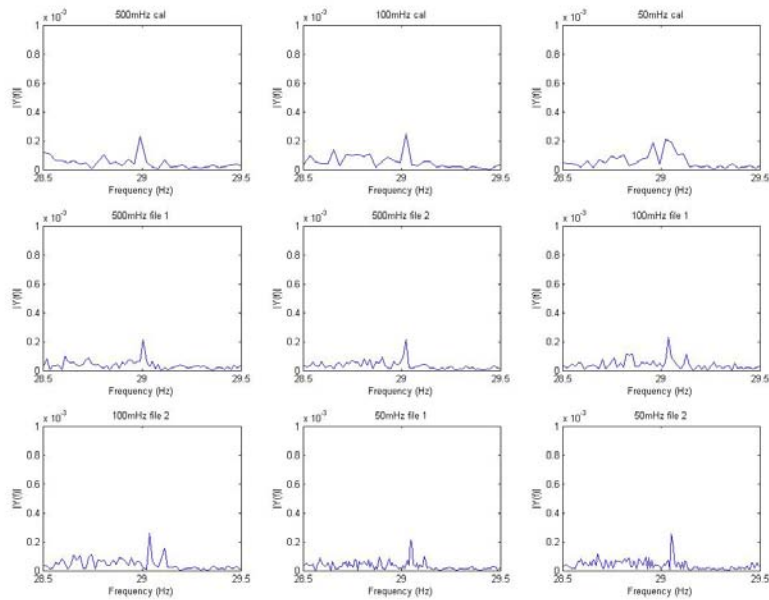 500mHz cal
x 10⁻³
1
0.8
0.6
0.4
0.2
0
|Y(f)|
28.5 29 29.5
Frequency (Hz)
100mHz cal
x 10⁻³
1
0.8
0.6
0.4
0.2
0
|Y(f)|
28.5 29 29.5
Frequency (Hz)
50mHz cal
x 10⁻³
1
0.8
0.6
0.4
0.2
0
|Y(f)|
28.5 29 29.5
Frequency (Hz)
500mHz file 1
x 10⁻³
1
0.8
0.6
0.4
0.2
0
|Y(f)|
28.5 29 29.5
Frequency (Hz)
500mHz file 2
x 10⁻³
1
0.8
0.6
0.4
0.2
0
|Y(f)|
28.5 29 29.5
Frequency (Hz)
100mHz file 1
x 10⁻³
1
0.8
0.6
0.4
0.2
0
|Y(f)|
28.5 29 29.5
Frequency (Hz)
100mHz file 2
x 10⁻³
1
0.8
0.6
0.4
0.2
0
|Y(f)|
28.5 29 29.5
Frequency (Hz)
50mHz file 1
x 10⁻³
1
0.8
0.6
0.4
0.2
0
|Y(f)|
28.5 29 29.5
Frequency (Hz)
50mHz file 2
x 10⁻³
1
0.8
0.6
0.4
0.2
0
|Y(f)|
28.5 29 29.5
Frequency (Hz)